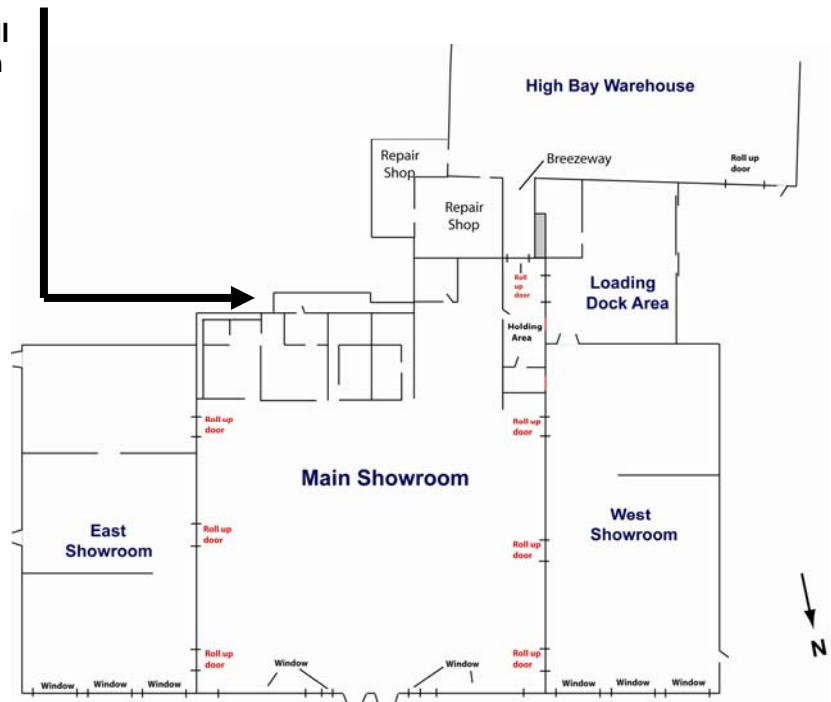 High Bay Warehouse
Repair
Shop
Breezeway
Roll up
door
Repair
Shop
Roll
up
door
Loading
Dock Area
Holding
Area
Roll up
door
Roll up
door
Main Showroom
Roll up
door
East
Showroom
West
Showroom
Roll up
door
Roll up
door
Roll up
door
Window
Window
N
Window
Window
Window
Window
Window
Window